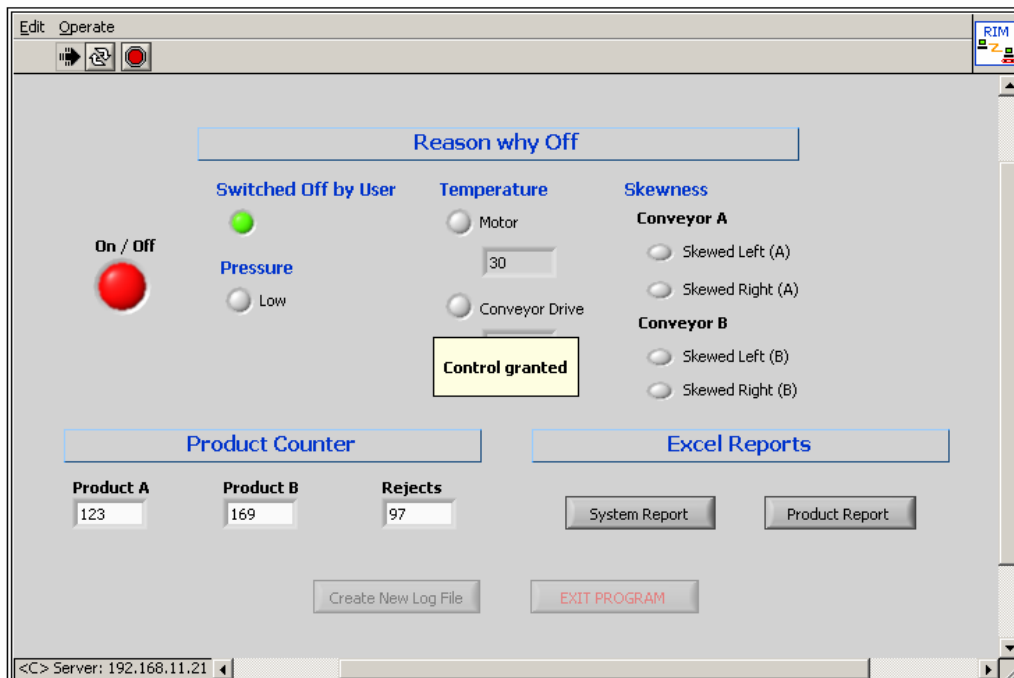 Edit Operate
RIM
Reason why Off
Switched Off by User
Temperature
Skewness
Motor
Conveyor A
On / Off
30
Skewed Left (A)
Pressure
Low
Skewed Right (A)
Conveyor Drive
Conveyor B
Control granted
Skewed Left (B)
Skewed Right (B)
Product Counter
Excel Reports
Product A
Product B
Rejects
123
169
97
System Report
Product Report
Create New Log File
EXIT PROGRAM
<C> Server: 192.168.11.21